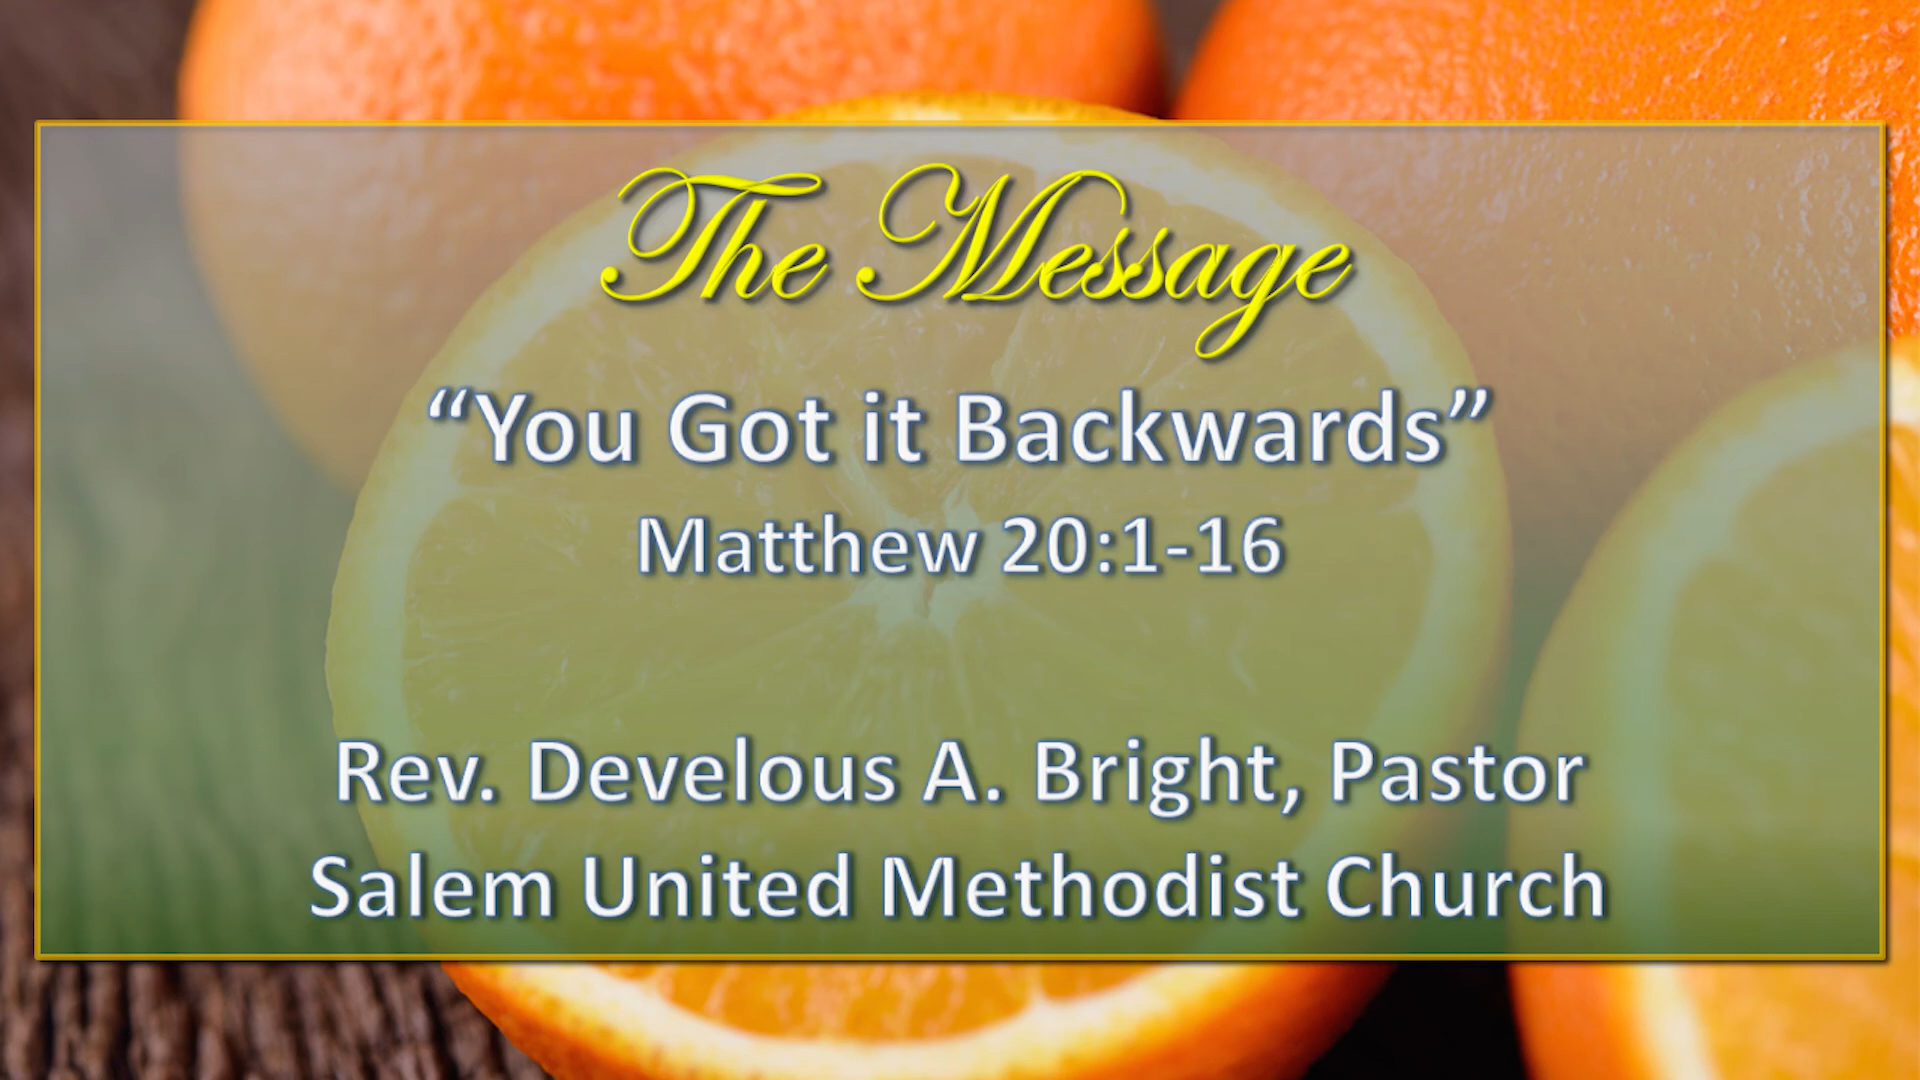 The Message
“You Got it Backwards”
Matthew 20:1-16
Rev. Develous A. Bright, Pastor
Salem United Methodist Church